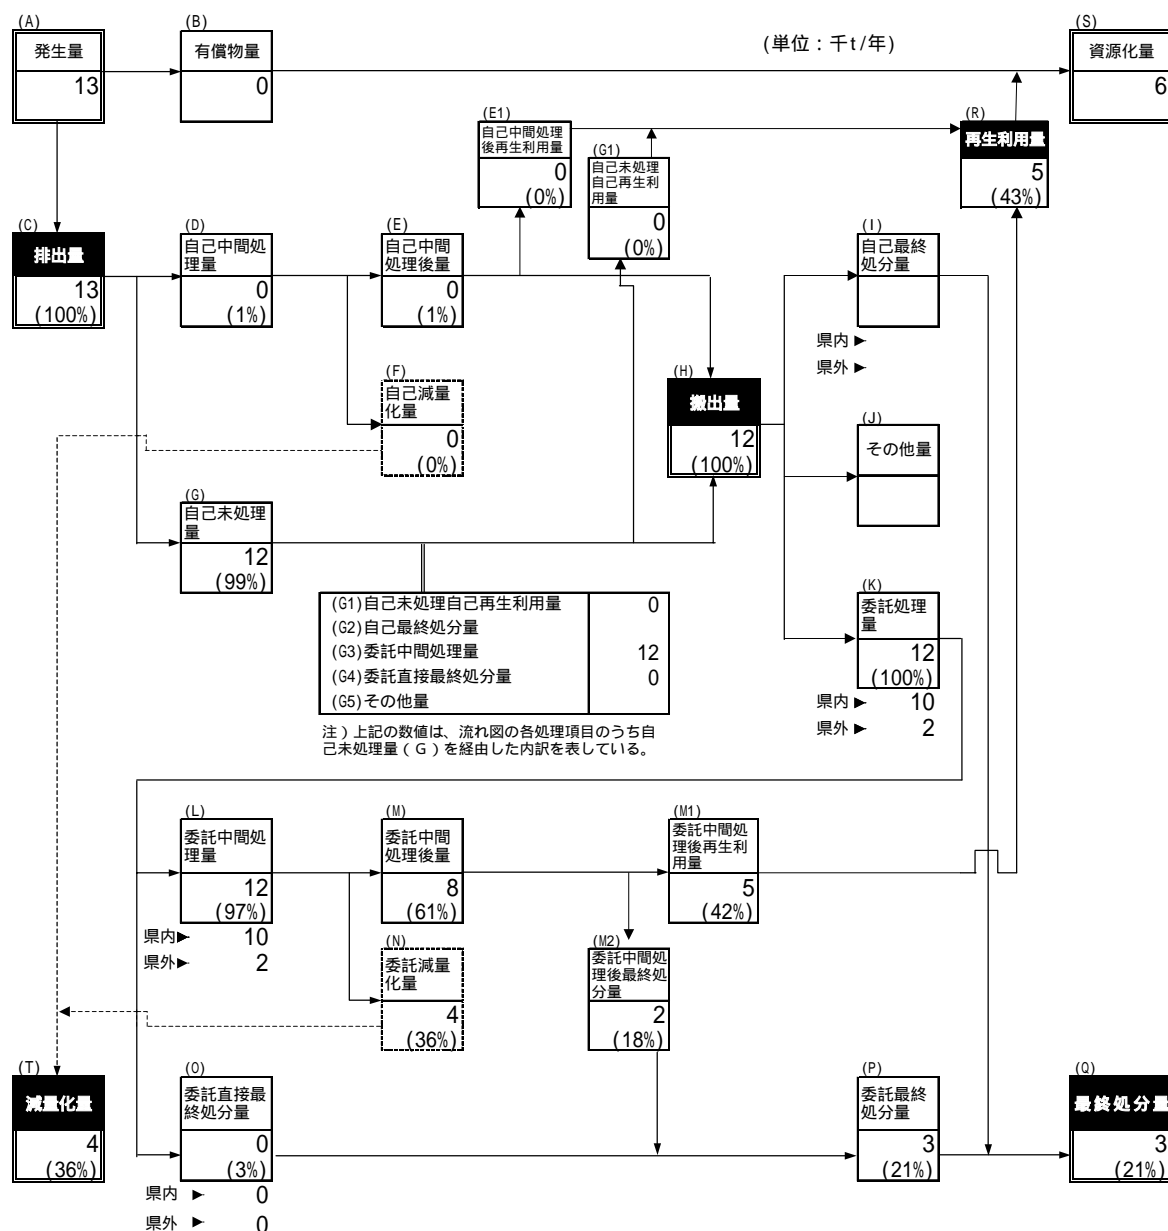 (A)
発生量
13
(B)
有償物量
0
(単位：千t/年)
(S)
資源化量
6
(E1)
自己中間処理
後再生利用量
0
(0%)
(G1)
自己未処理
自己再生利
用量
0
(0%)
(R)
再生利用量
5
(43%)
(C)
排出量
13
(100%)
(D)
自己中間処
理量
0
(1%)
(E)
自己中間
処理後量
0
(1%)
(I)
自己最終
処分量
県内
県外
(F)
自己減量
化量
0
(0%)
(H)
搬出量
12
(100%)
(J)
その他量
(G)
自己未処理
量
12
(99%)
(G1)自己未処理自己再生利用量 0
(G2)自己最終処分量
(G3)委託中間処理量 12
(G4)委託直接最終処分量 0
(G5)その他量
注）上記の数値は、流れ図の各処理項目のうち自
己未処理量（Ｇ）を経由した内訳を表している。
(K)
委託処理
量
12
(100%)
県内 10
県外 2
(L)
委託中間処
理量
12
(97%)
県内 10
県外 2
(M)
委託中間
処理後量
8
(61%)
(M1)
委託中間処
理後再生利
用量
5
(42%)
(N)
委託減量
化量
4
(36%)
(M2)
委託中間処
理後最終処
分量
2
(18%)
(T)
減量化量
4
(36%)
(O)
委託直接最
終処分量
0
(3%)
県内 0
県外 0
(P)
委託最終
処分量
3
(21%)
(Q)
最終処分量
3
(21%)